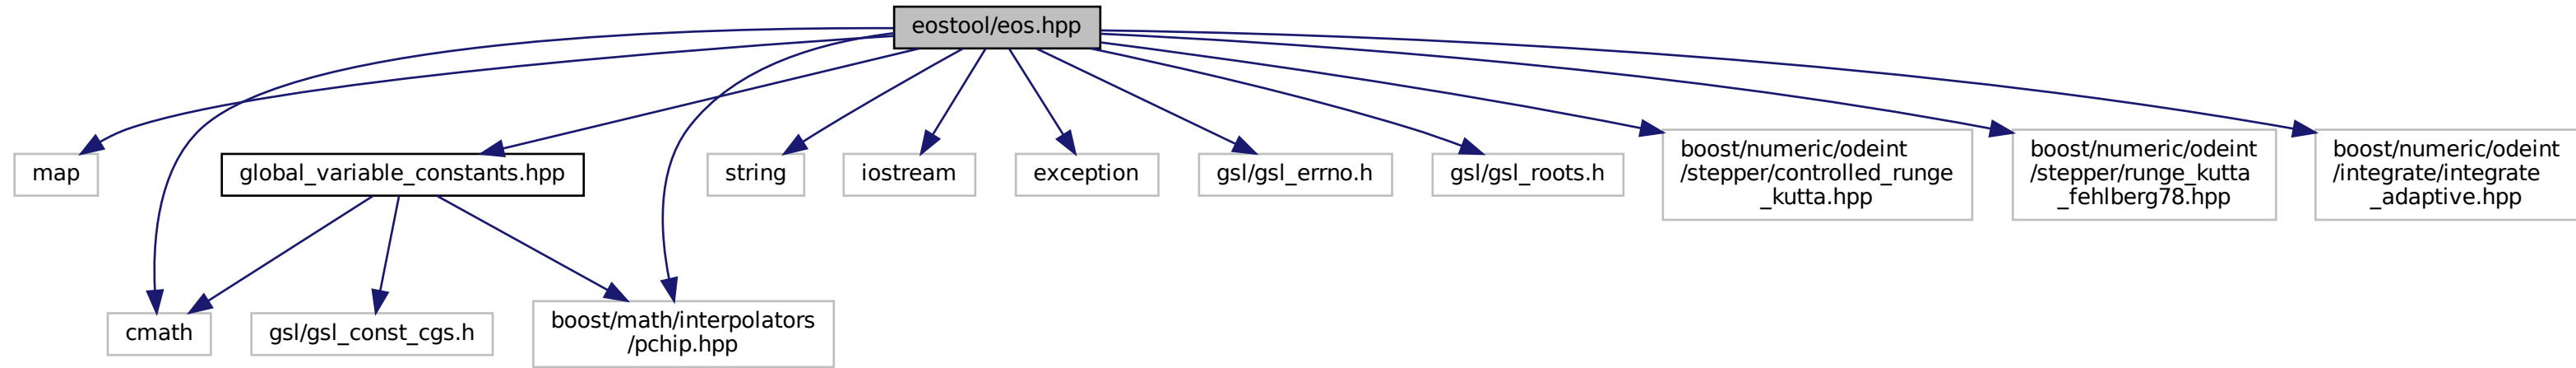 eostool/eos.hpp
map
global_variable_constants.hpp
string
iostream
exception
gsl/gsl_errno.h
gsl/gsl_roots.h
boost/numeric/odeint
/stepper/controlled_runge
_kutta.hpp
boost/numeric/odeint
/stepper/runge_kutta
_fehlberg78.hpp
boost/numeric/odeint
/integrate/integrate
_adaptive.hpp
cmath
gsl/gsl_const_cgs.h
boost/math/interpolators
/pchip.hpp